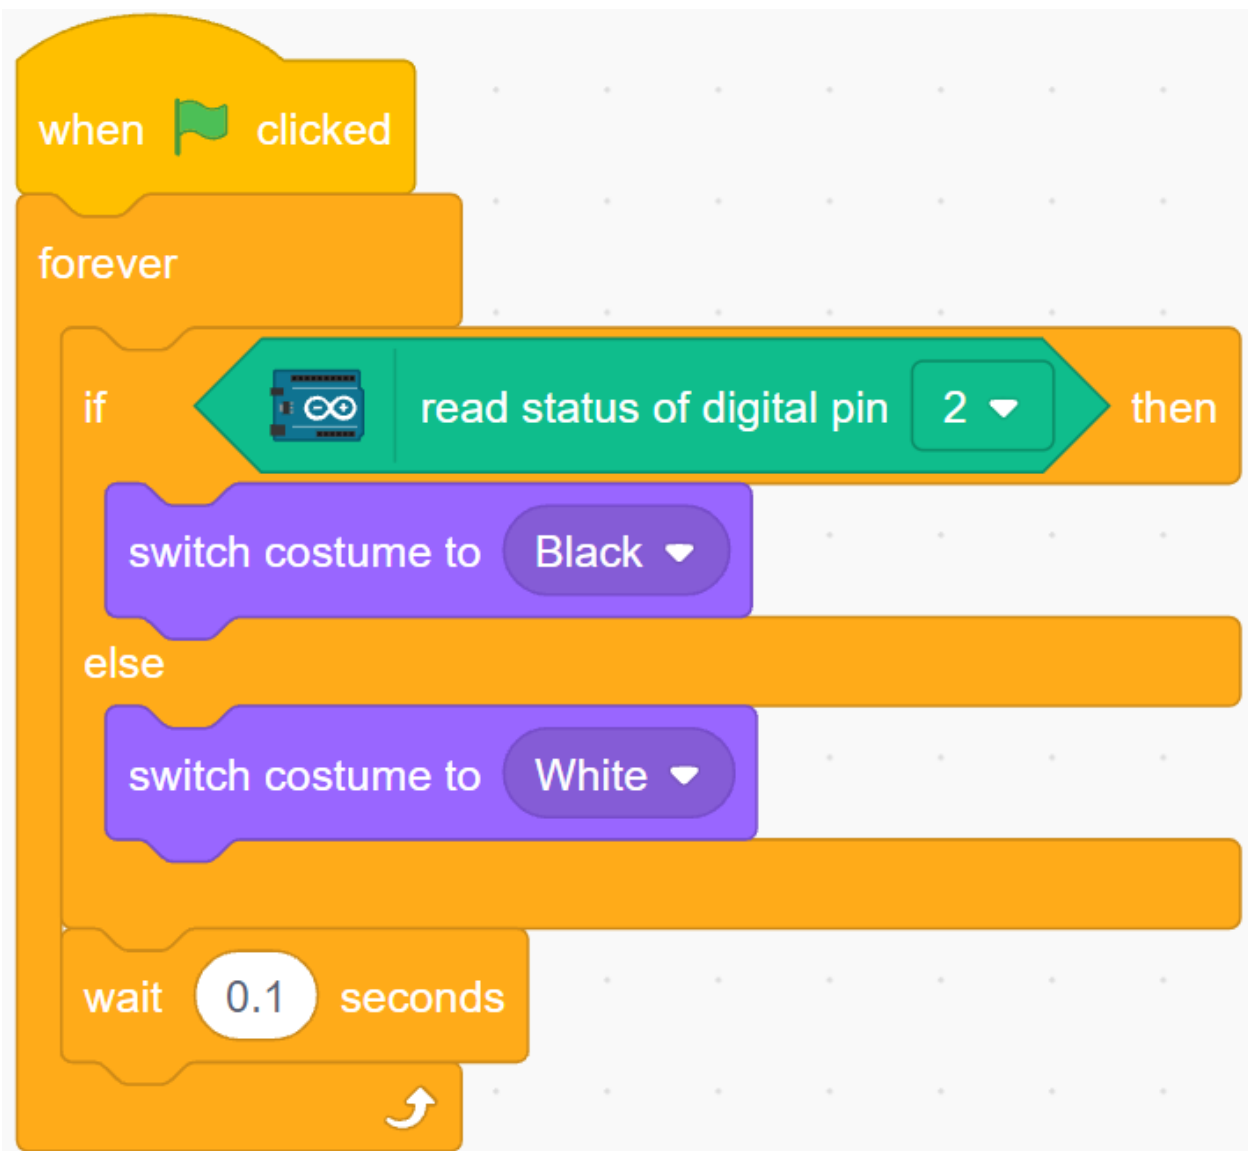 when clicked
forever
if read status of digital pin 2 then
switch costume to Black
else
switch costume to White
wait 0.1 seconds